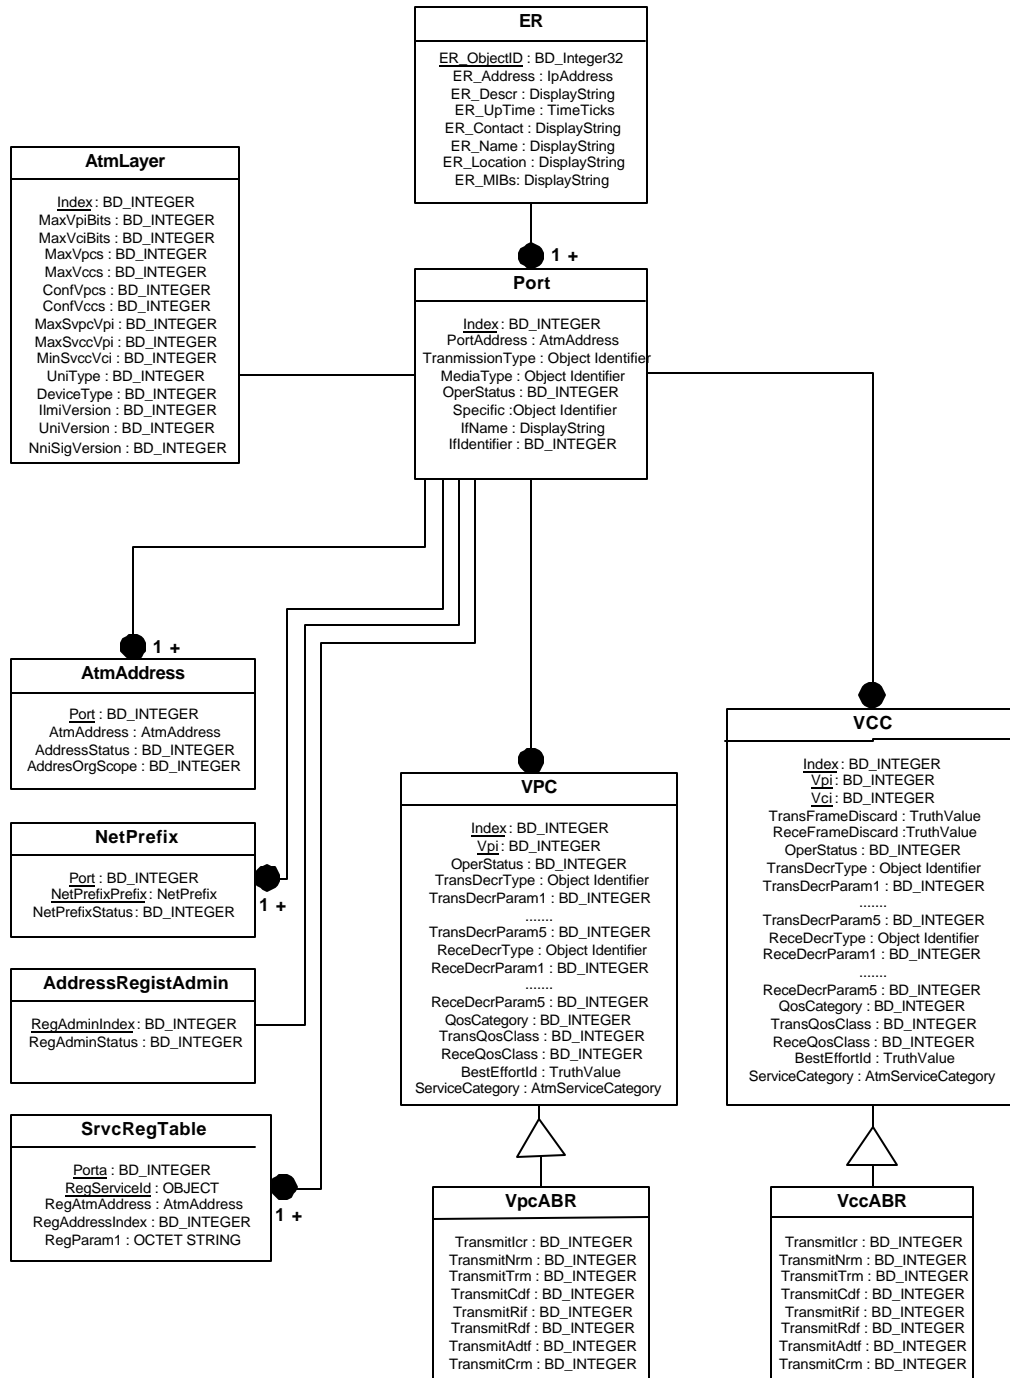 ER
ER_ObjectID : BD_Integer32
ER_Address : IpAddress
ER_Descr : DisplayString
ER_UpTime : TimeTicks
ER_Contact : DisplayString
ER_Name : DisplayString
ER_Location : DisplayString
ER_MIBs: DisplayString
1 +
AtmLayer
Index : BD_INTEGER
MaxVpiBits : BD_INTEGER
MaxVciBits : BD_INTEGER
MaxVpcs : BD_INTEGER
MaxVccs : BD_INTEGER
ConfVpcs : BD_INTEGER
ConfVccs : BD_INTEGER
MaxSvpcVpi : BD_INTEGER
MaxSvccVpi : BD_INTEGER
MinSvccVci : BD_INTEGER
UniType : BD_INTEGER
DeviceType : BD_INTEGER
IlmiVersion : BD_INTEGER
UniVersion : BD_INTEGER
NniSigVersion : BD_INTEGER
Port
Index : BD_INTEGER
PortAddress : AtmAddress
TranmissionType : Object Identifier
MediaType : Object Identifier
OperStatus : BD_INTEGER
Specific :Object Identifier
IfName : DisplayString
IfIdentifier : BD_INTEGER
1 +
AtmAddress
Port : BD_INTEGER
AtmAddress : AtmAddress
AddressStatus : BD_INTEGER
AddresOrgScope : BD_INTEGER
NetPrefix
Port : BD_INTEGER
NetPrefixPrefix : NetPrefix
NetPrefixStatus : BD_INTEGER
1 +
AddressRegistAdmin
RegAdminIndex : BD_INTEGER
RegAdminStatus : BD_INTEGER
SrvcRegTable
Porta : BD_INTEGER
RegServiceId : OBJECT
RegAtmAddress : AtmAddress
RegAddressIndex : BD_INTEGER
RegParam1 : OCTET STRING
1 +
VPC
Index : BD_INTEGER
Vpi : BD_INTEGER
OperStatus : BD_INTEGER
TransDecrType : Object Identifier
TransDecrParam1 : BD_INTEGER
.......
TransDecrParam5 : BD_INTEGER
ReceDecrType : Object Identifier
ReceDecrParam1 : BD_INTEGER
.......
ReceDecrParam5 : BD_INTEGER
QosCategory : BD_INTEGER
TransQosClass : BD_INTEGER
ReceQosClass : BD_INTEGER
BestEffortId : TruthValue
ServiceCategory : AtmServiceCategory
VCC
Index : BD_INTEGER
Vpi : BD_INTEGER
Vci : BD_INTEGER
TransFrameDiscard : TruthValue
ReceFrameDiscard :TruthValue
OperStatus : BD_INTEGER
TransDecrType : Object Identifier
TransDecrParam1 : BD_INTEGER
.......
TransDecrParam5 : BD_INTEGER
ReceDecrType : Object Identifier
ReceDecrParam1 : BD_INTEGER
.......
ReceDecrParam5 : BD_INTEGER
QosCategory : BD_INTEGER
TransQosClass : BD_INTEGER
ReceQosClass : BD_INTEGER
BestEffortId : TruthValue
ServiceCategory : AtmServiceCategory
VpcABR
TransmitIcr : BD_INTEGER
TransmitNrm : BD_INTEGER
TransmitTrm : BD_INTEGER
TransmitCdf : BD_INTEGER
TransmitRif : BD_INTEGER
TransmitRdf : BD_INTEGER
TransmitAdtf : BD_INTEGER
TransmitCrm : BD_INTEGER
VccABR
TransmitIcr : BD_INTEGER
TransmitNrm : BD_INTEGER
TransmitTrm : BD_INTEGER
TransmitCdf : BD_INTEGER
TransmitRif : BD_INTEGER
TransmitRdf : BD_INTEGER
TransmitAdtf : BD_INTEGER
TransmitCrm : BD_INTEGER